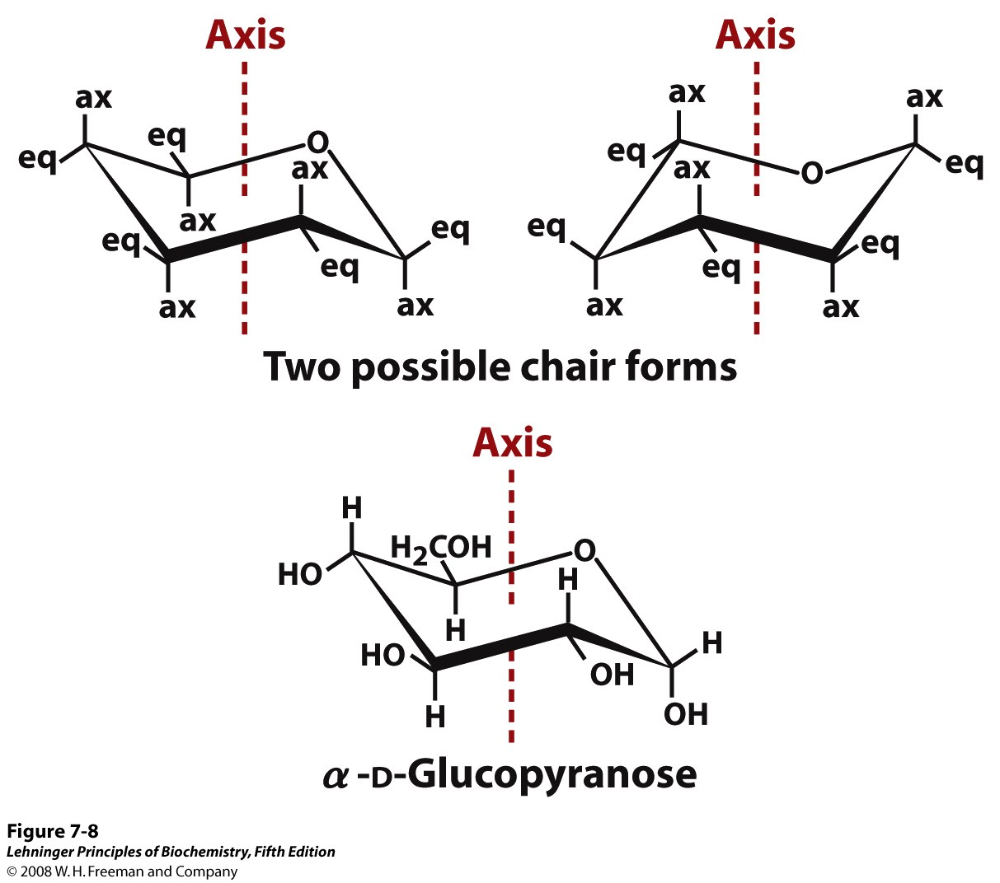 Axis
Axis
ax
ax
ax
eq
O
eq
eq
eq
ax
ax
O
eq
ax
eq
eq
eq
eq
eq
eq
ax
ax
ax
ax
Two possible chair forms
Axis
H
H₂COH
O
HO
H
H
H
HO
OH
H
OH
α -D-Glucopyranose
Figure 7-8
Lehninger Principles of Biochemistry, Fifth Edition
© 2008 W. H. Freeman and Company